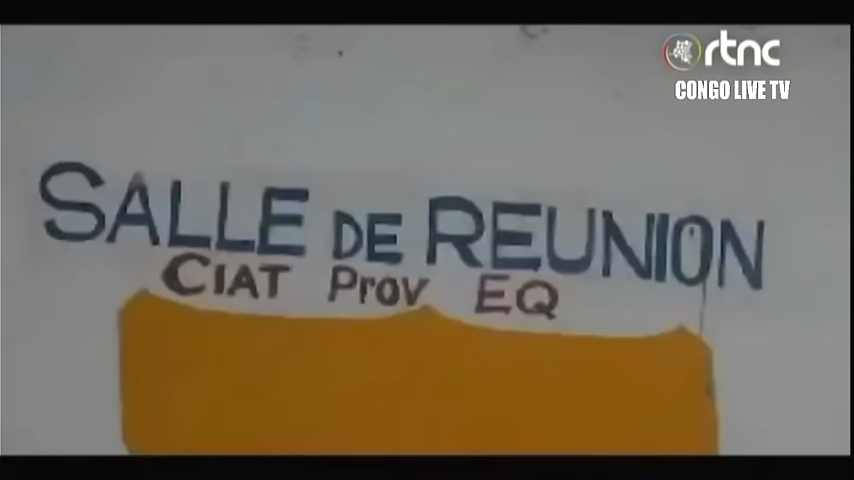 rtnc
CONGO LIVE TV
SALLE DE REUNION
CIAT Prov EQ